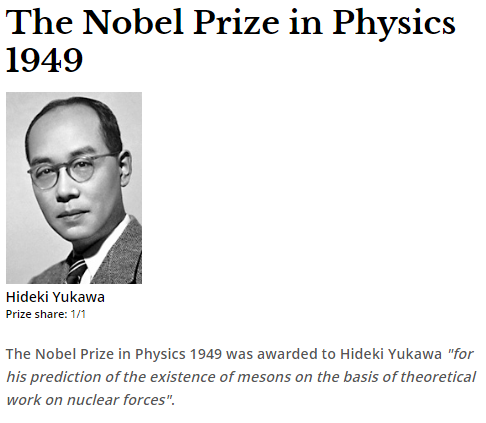 The Nobel Prize in Physics
1949
Hideki Yukawa
Prize share: 1/1
The Nobel Prize in Physics 1949 was awarded to Hideki Yukawa "for
his prediction of the existence of mesons on the basis of theoretical
work on nuclear forces".